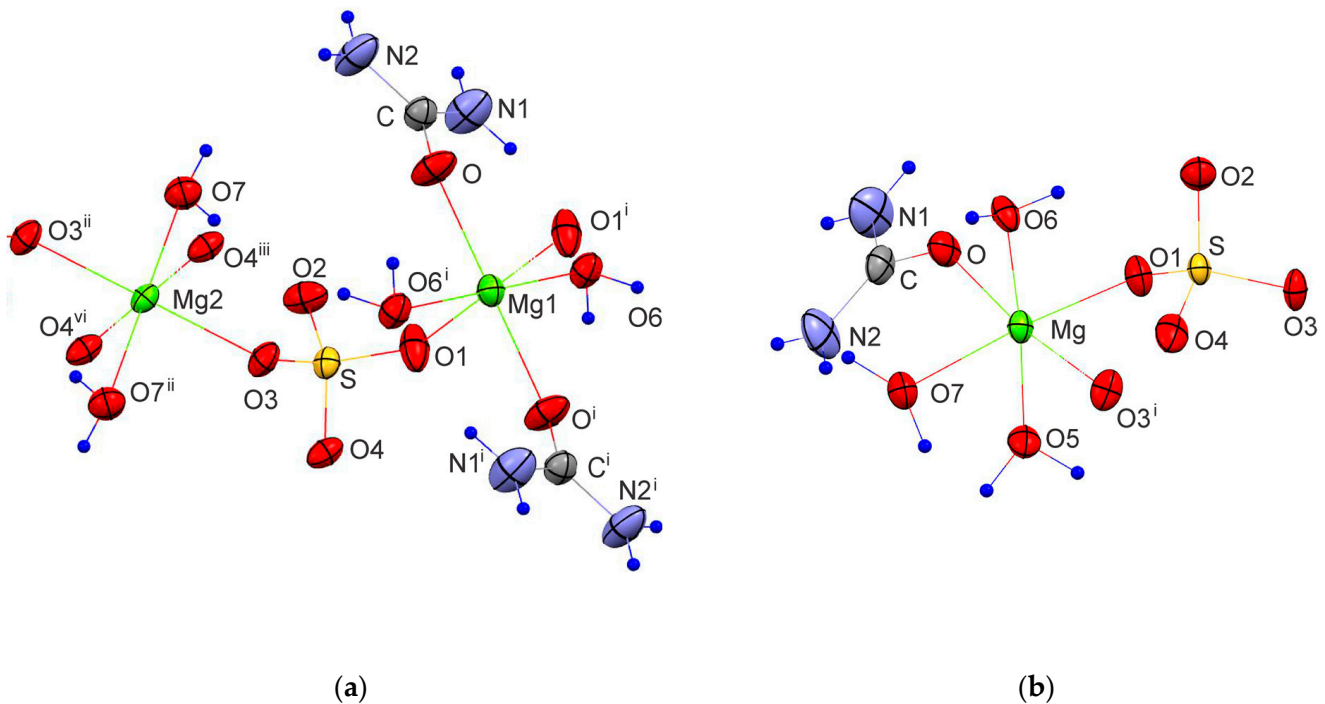 N2
C
N1
O
O7
O3ⁱⁱ
O4ⁱⁱⁱ
O1ⁱ
O2
O6ⁱ
Mg2
Mg1
O6
O4ᵛⁱ
O1
S
O3
O7ⁱⁱ
Oⁱ
O4
N1ⁱ
Cⁱ
N2ⁱ
(a)
O2
N1
O6
O
O1
S
C
O3
Mg
O4
N2
O7
O3ⁱ
O5
(b)